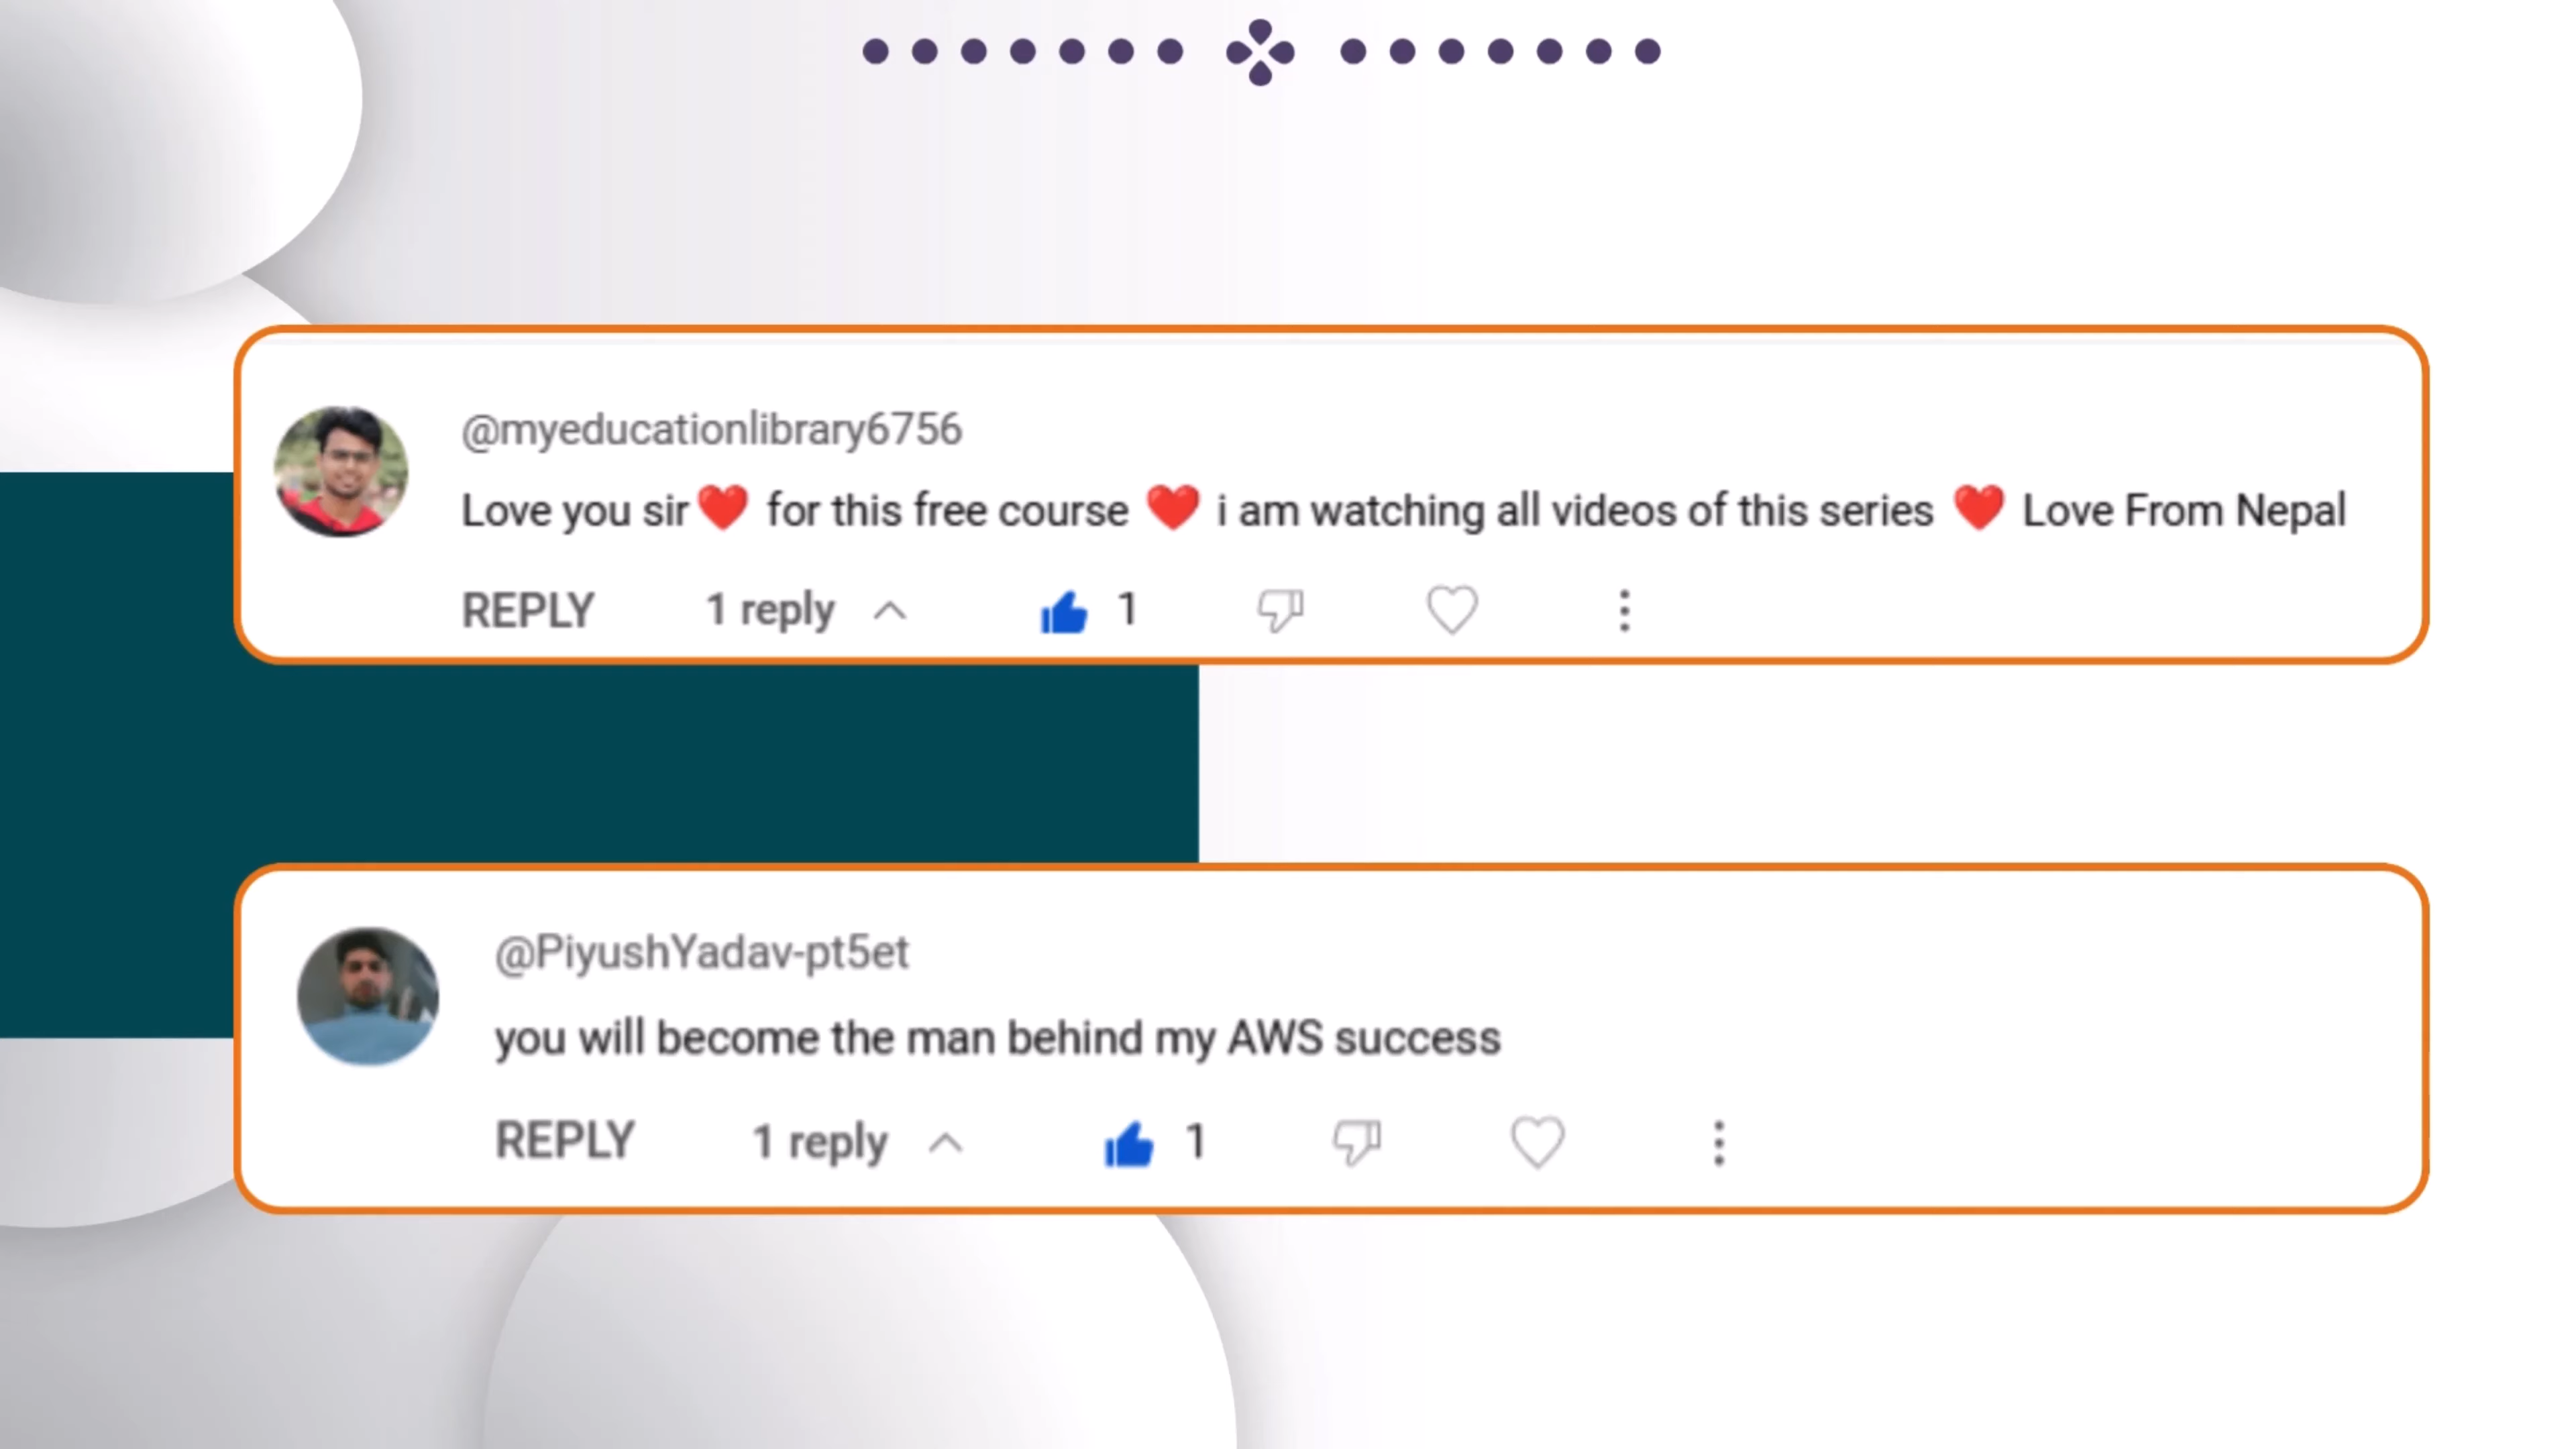 @myeducationlibrary6756
Love you sir❤️ for this free course ❤️ i am watching all videos of this series ❤️ Love From Nepal
REPLY 1 reply 1
@PiyushYadav-pt5et
you will become the man behind my AWS success
REPLY 1 reply 1